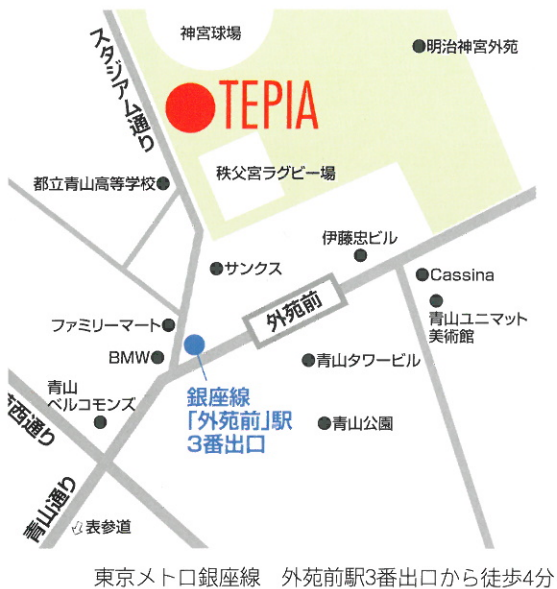 神宮球場
明治神宮外苑
スタジアム通り
TEPIA
秩父宮ラグビー場
都立青山高等学校
伊藤忠ビル
サンクス
Cassina
外苑前
青山ユニマット
美術館
ファミリーマート
BMW
青山タワービル
青山
ベルコモンズ
銀座線
「外苑前」駅
3番出口
青山公園
西通り
青山通り
表参道
東京メトロ銀座線　外苑前駅3番出口から徒歩4分